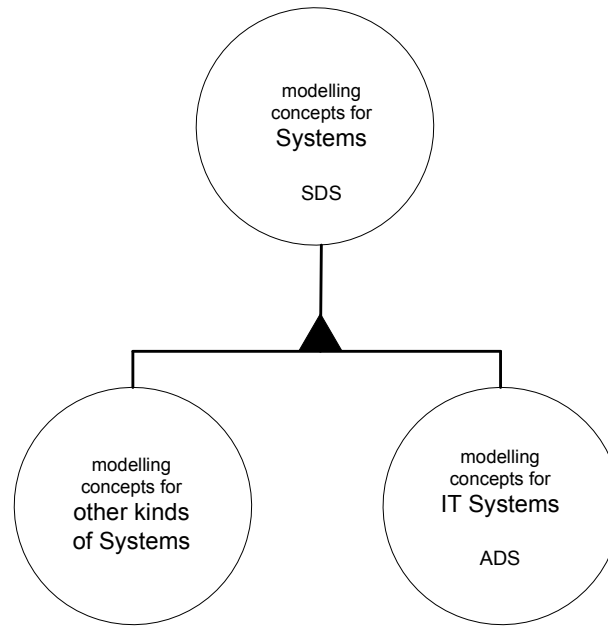 modelling
concepts for
Systems
SDS
modelling
concepts for
other kinds
of Systems
modelling
concepts for
IT Systems
ADS